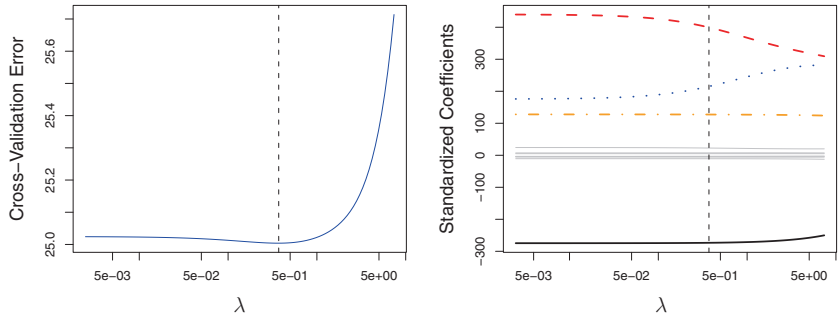 Cross−Validation Error
25.0 25.2 25.4 25.6
5e−03 5e−02 5e−01 5e+00
λ
Standardized Coefficients
−300 −100 0 100 300
5e−03 5e−02 5e−01 5e+00
λ